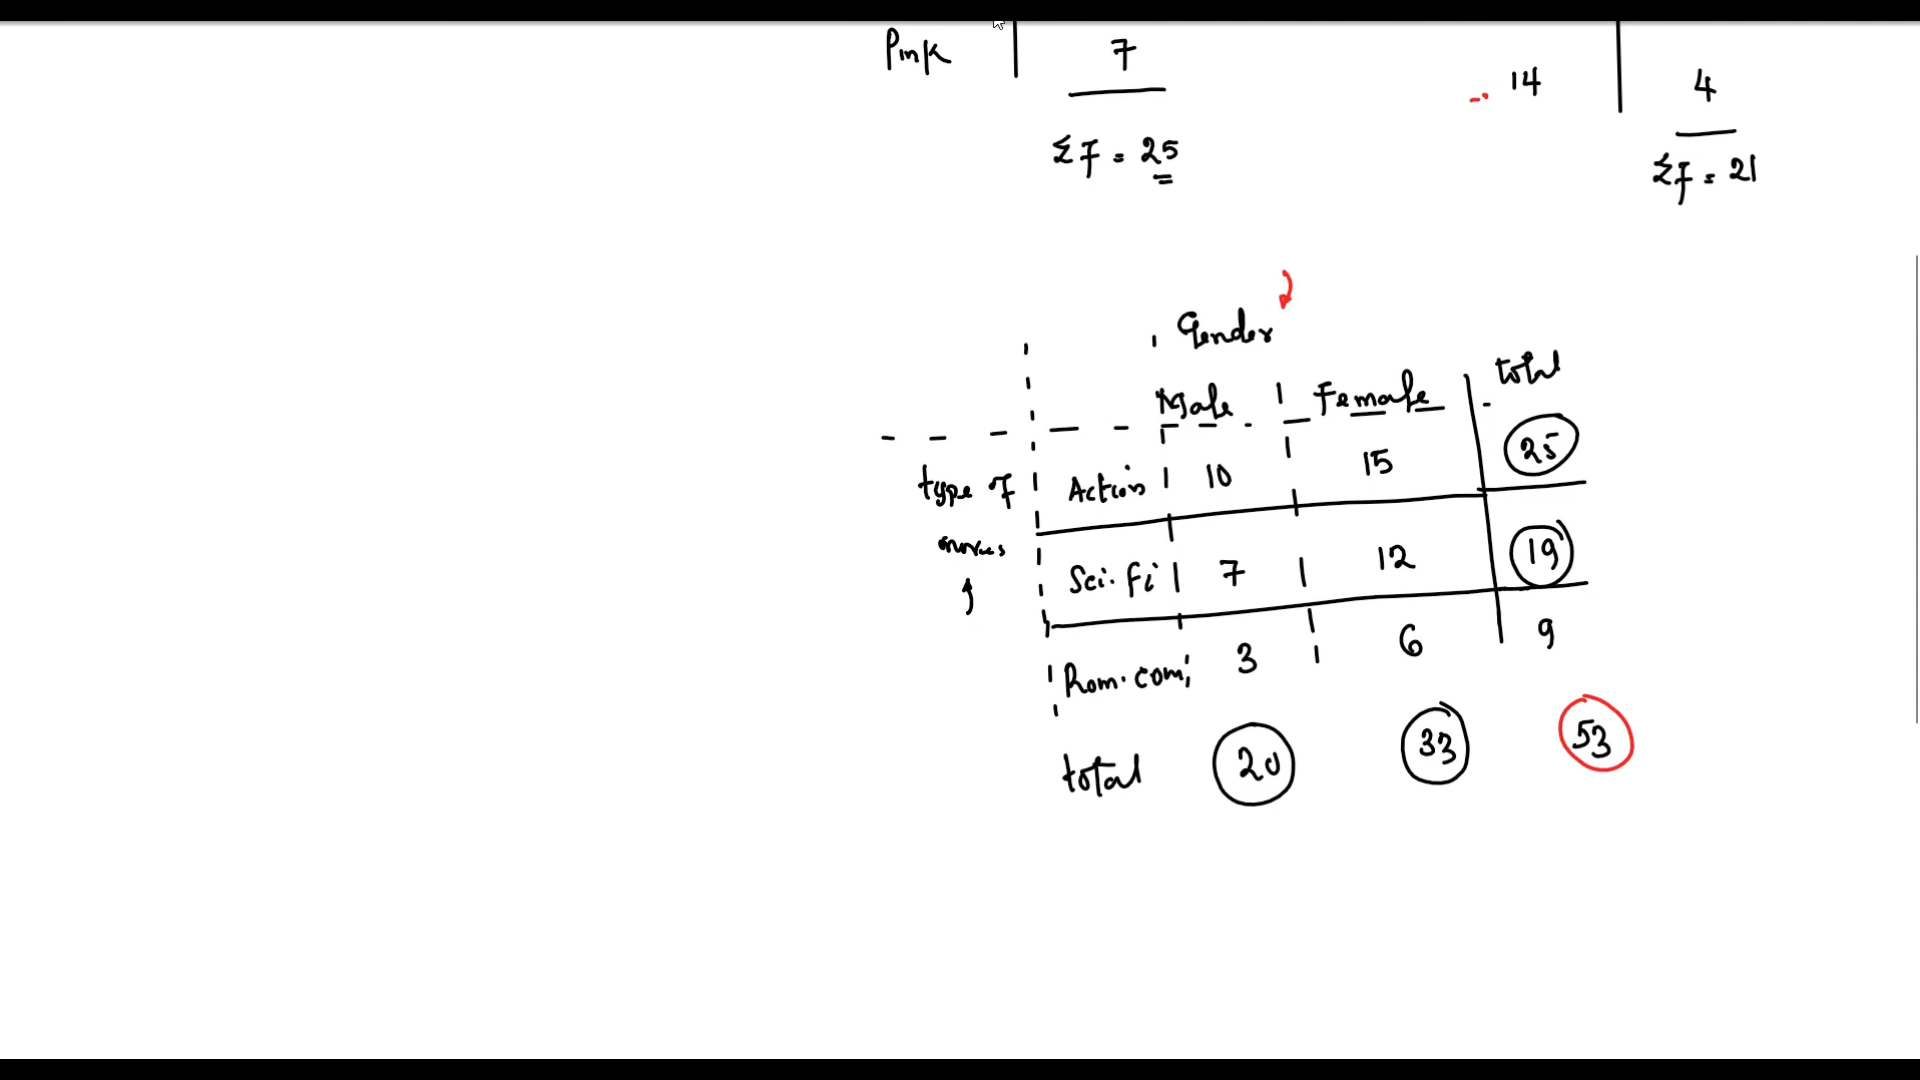 Pink 7
14 4
Σf = 25
Σf = 21
Gender
Male Female total
type of Action 10 15 25
movies Sci.fi 7 12 19
Rom.com 3 6 9
total 20 33 53